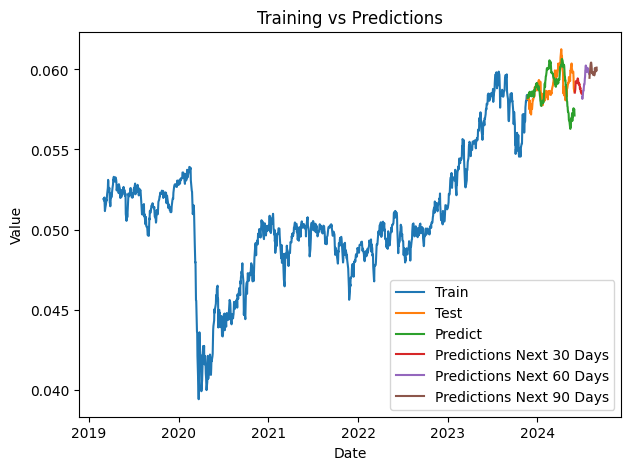 Training vs Predictions
Value
0.060
0.055
0.050
0.045
0.040
Train
Test
Predict
Predictions Next 30 Days
Predictions Next 60 Days
Predictions Next 90 Days
2019
2020
2021
2022
2023
2024
Date